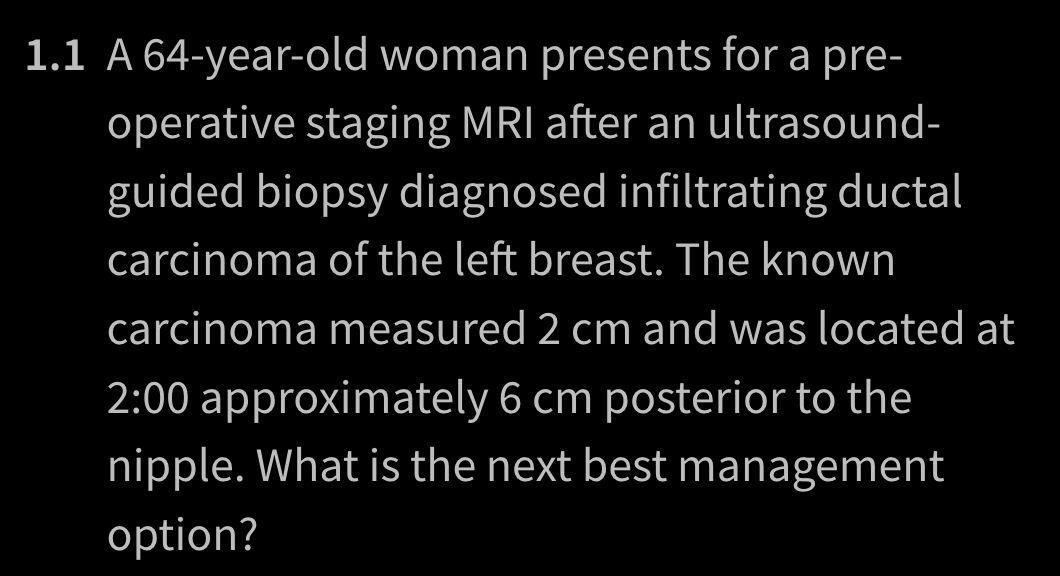 1.1 A 64-year-old woman presents for a pre-
operative staging MRI after an ultrasound-
guided biopsy diagnosed infiltrating ductal
carcinoma of the left breast. The known
carcinoma measured 2 cm and was located at
2:00 approximately 6 cm posterior to the
nipple. What is the next best management
option?